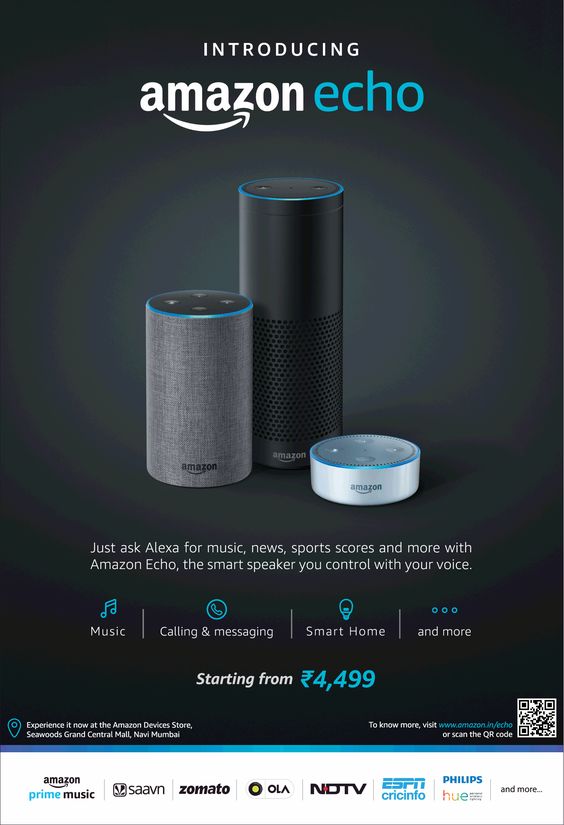 INTRODUCING
amazon echo
amazon
amazon
amazon
Just ask Alexa for music, news, sports scores and more with
Amazon Echo, the smart speaker you control with your voice.
Music
Calling & messaging
Smart Home
and more
Starting from ₹4,499
Experience it now at the Amazon Devices Store,
Seawoods Grand Central Mall, Navi Mumbai
To know more, visit www.amazon.in/echo
or scan the QR code
amazon
prime music
saavn
zomato
OLA
NDTV
ESPN
cricinfo
PHILIPS
hue personal wireless lighting
and more...